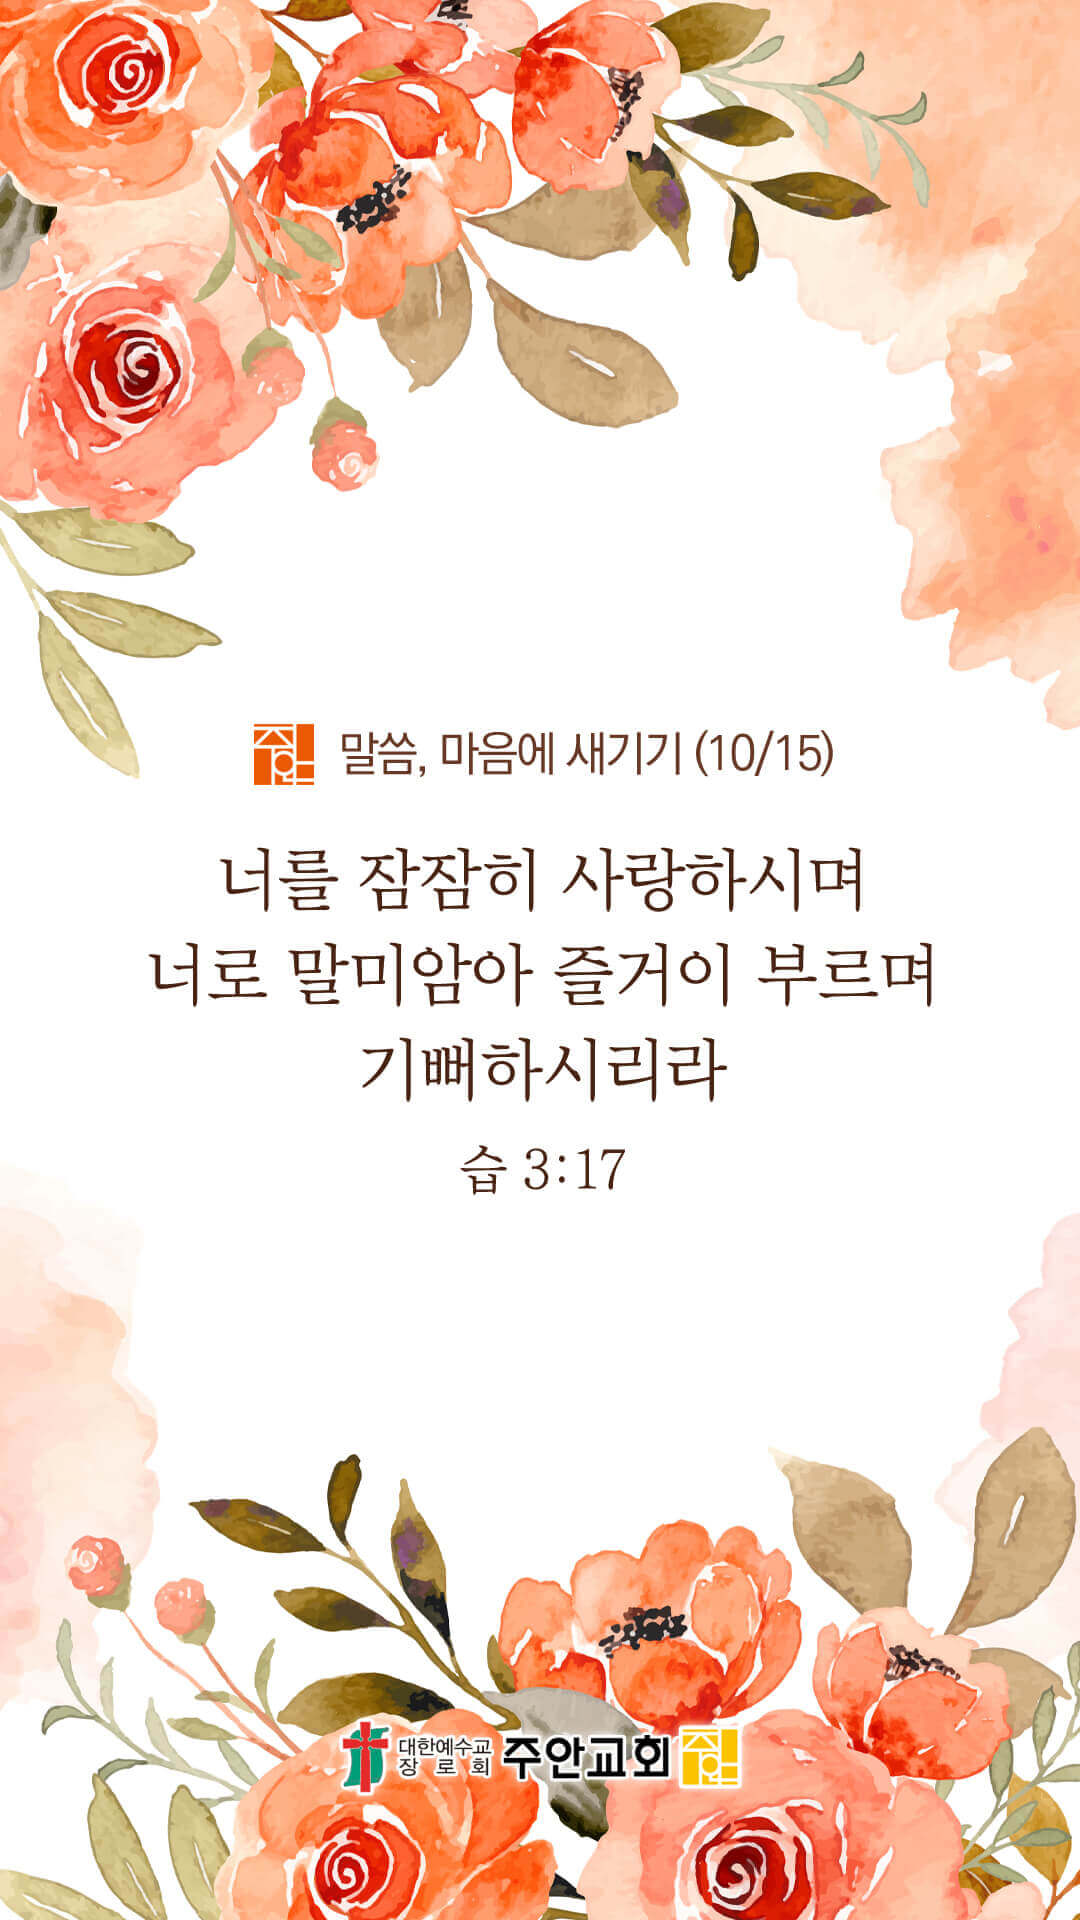 말씀, 마음에 새기기 (10/15)
너를 잠잠히 사랑하시며
너로 말미암아 즐거이 부르며
기뻐하시리라
습 3:17
대한예수교
장로회
주안교회